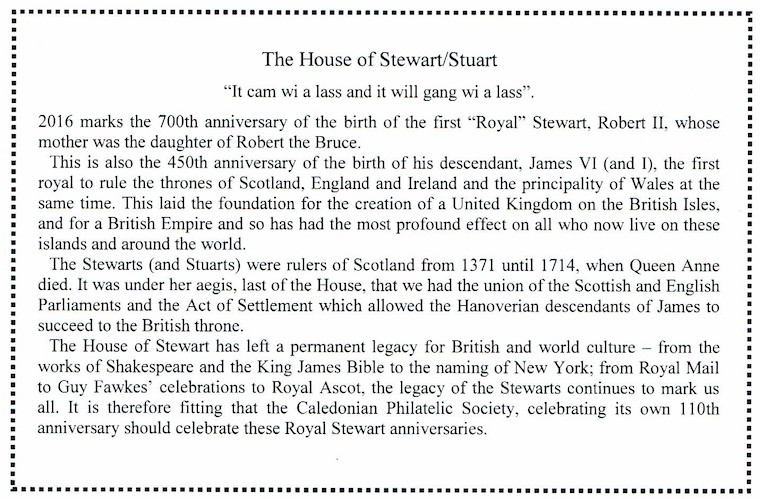 The House of Stewart/Stuart
“It cam wi a lass and it will gang wi a lass”.
2016 marks the 700th anniversary of the birth of the first “Royal” Stewart, Robert II, whose
mother was the daughter of Robert the Bruce.
This is also the 450th anniversary of the birth of his descendant, James VI (and I), the first
royal to rule the thrones of Scotland, England and Ireland and the principality of Wales at the
same time. This laid the foundation for the creation of a United Kingdom on the British Isles,
and for a British Empire and so has had the most profound effect on all who now live on these
islands and around the world.
The Stewarts (and Stuarts) were rulers of Scotland from 1371 until 1714, when Queen Anne
died. It was under her aegis, last of the House, that we had the union of the Scottish and English
Parliaments and the Act of Settlement which allowed the Hanoverian descendants of James to
succeed to the British throne.
The House of Stewart has left a permanent legacy for British and world culture – from the
works of Shakespeare and the King James Bible to the naming of New York; from Royal Mail
to Guy Fawkes’ celebrations to Royal Ascot, the legacy of the Stewarts continues to mark us
all. It is therefore fitting that the Caledonian Philatelic Society, celebrating its own 110th
anniversary should celebrate these Royal Stewart anniversaries.